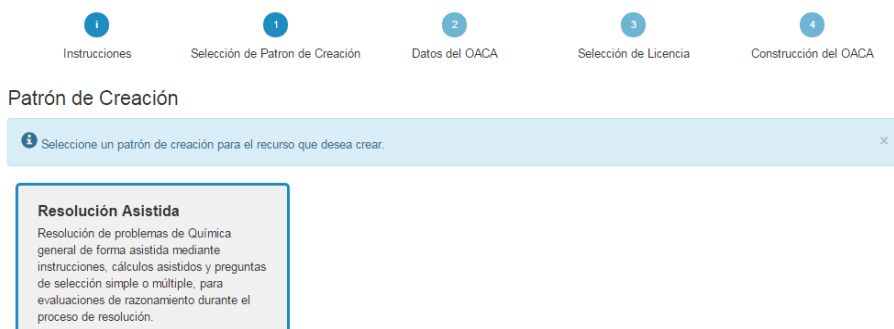 i 1 2 3 4
Instrucciones Selección de Patron de Creación Datos del OACA Selección de Licencia Construcción del OACA
Patrón de Creación
i Seleccione un patrón de creación para el recurso que desea crear. ×
Resolución Asistida
Resolución de problemas de Química
general de forma asistida mediante
instrucciones, cálculos asistidos y preguntas
de selección simple o múltiple, para
evaluaciones de razonamiento durante el
proceso de resolución.